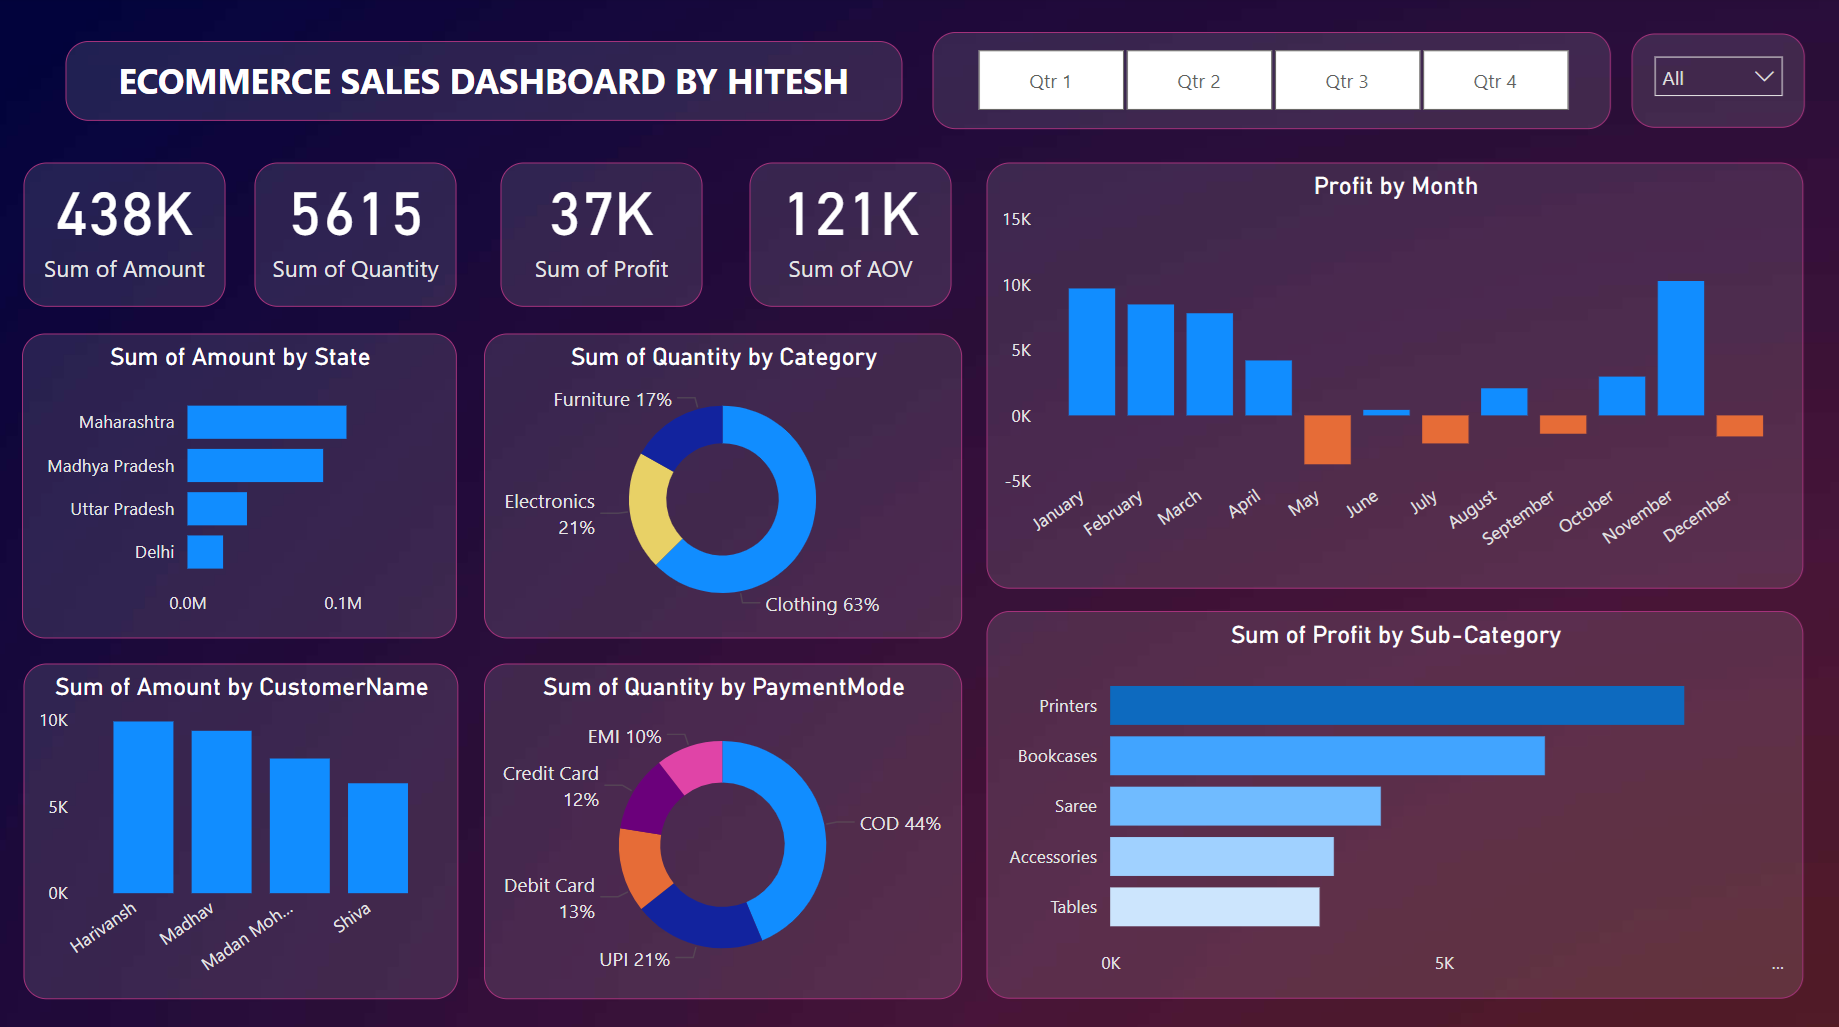 ECOMMERCE SALES DASHBOARD BY HITESH
Qtr 1
Qtr 2
Qtr 3
Qtr 4
All
438K
Sum of Amount
5615
Sum of Quantity
37K
Sum of Profit
121K
Sum of AOV
Profit by Month
15K
10K
5K
0K
-5K
January
February
March
April
May
June
July
August
September
October
November
December
Sum of Amount by State
Maharashtra
Madhya Pradesh
Uttar Pradesh
Delhi
0.0M
0.1M
Sum of Quantity by Category
Furniture 17%
Electronics
21%
Clothing 63%
Sum of Amount by CustomerName
10K
5K
0K
Harivansh
Madhav
Madan Moh...
Shiva
Sum of Quantity by PaymentMode
EMI 10%
Credit Card
12%
COD 44%
Debit Card
13%
UPI 21%
Sum of Profit by Sub-Category
Printers
Bookcases
Saree
Accessories
Tables
0K
5K
...